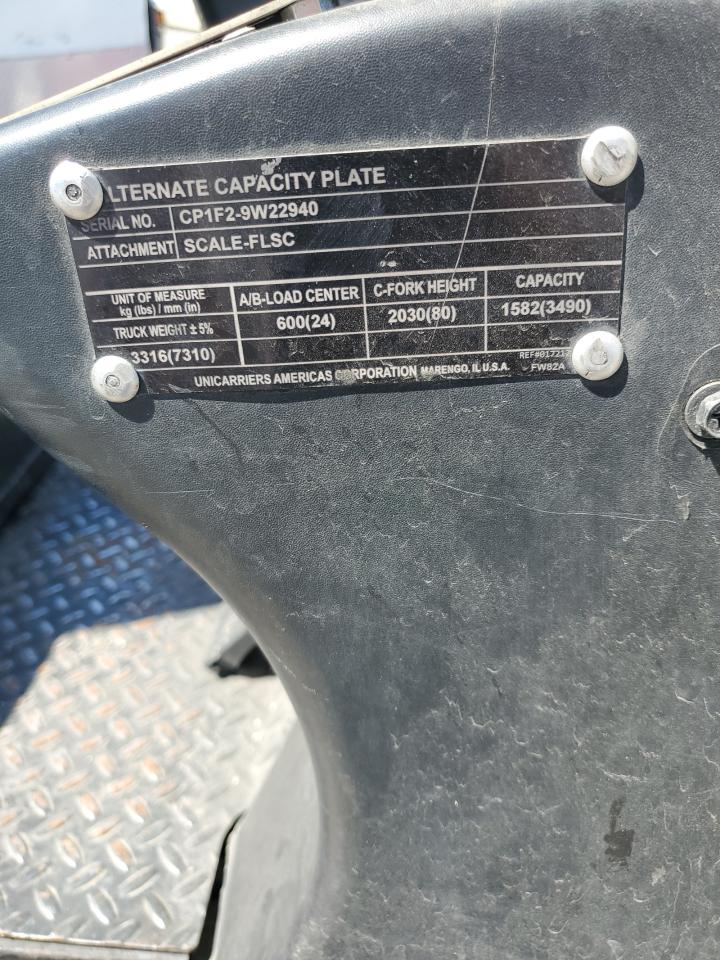 LTERNATE CAPACITY PLATE
SERIAL NO. CP1F2-9W22940
ATTACHMENT SCALE-FLSC
UNIT OF MEASURE A/B-LOAD CENTER C-FORK HEIGHT CAPACITY
kg (lbs) / mm (in)
TRUCK WEIGHT ± 5% 600(24) 2030(80) 1582(3490)
3316(7310)
REF#01721
UNICARRIERS AMERICAS CORPORATION MARENGO, IL U.S.A. FW82A